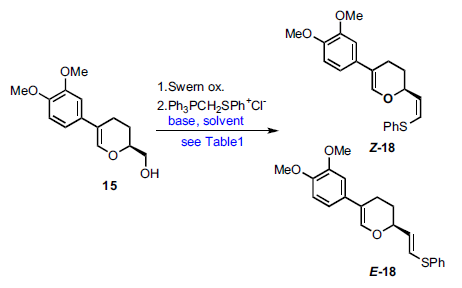 OMe
MeO
O
PhS
Z-18
OMe
MeO
O
OH
15
1.Swern ox.
2.Ph₃PCH₂SPh⁺Cl⁻
base, solvent
see Table1
OMe
MeO
O
SPh
E-18